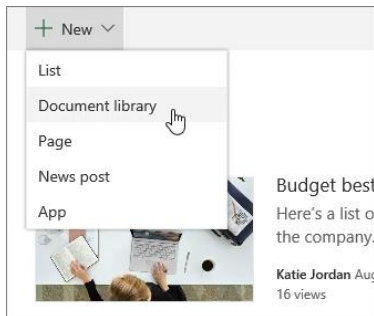 New
List
Document library
Page
News post
App
Budget best
Here's a list o
the company.
Katie Jordan Aug
16 views